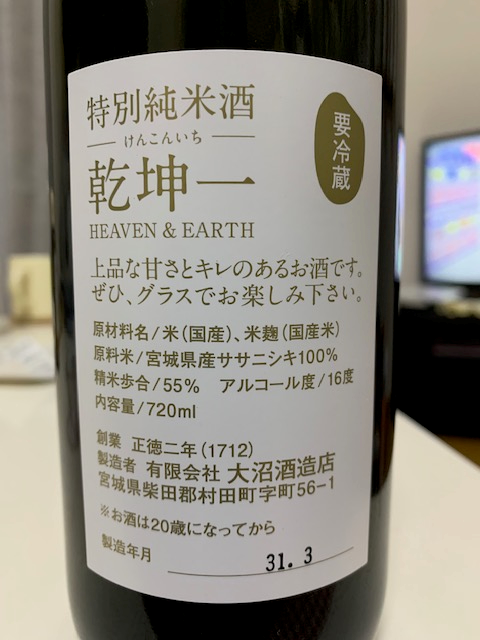 特別純米酒
けんこんいち
乾坤一
HEAVEN & EARTH
要冷蔵
上品な甘さとキレのあるお酒です。
ぜひ、グラスでお楽しみ下さい。
原材料名/米(国産)、米麹(国産米)
原料米/宮城県産ササニシキ100%
精米歩合/55% アルコール度/16度
内容量/720ml
創業 正徳二年(1712)
製造者 有限会社 大沼酒造店
宮城県柴田郡村田町字町56-1
※お酒は20歳になってから
製造年月 31.3